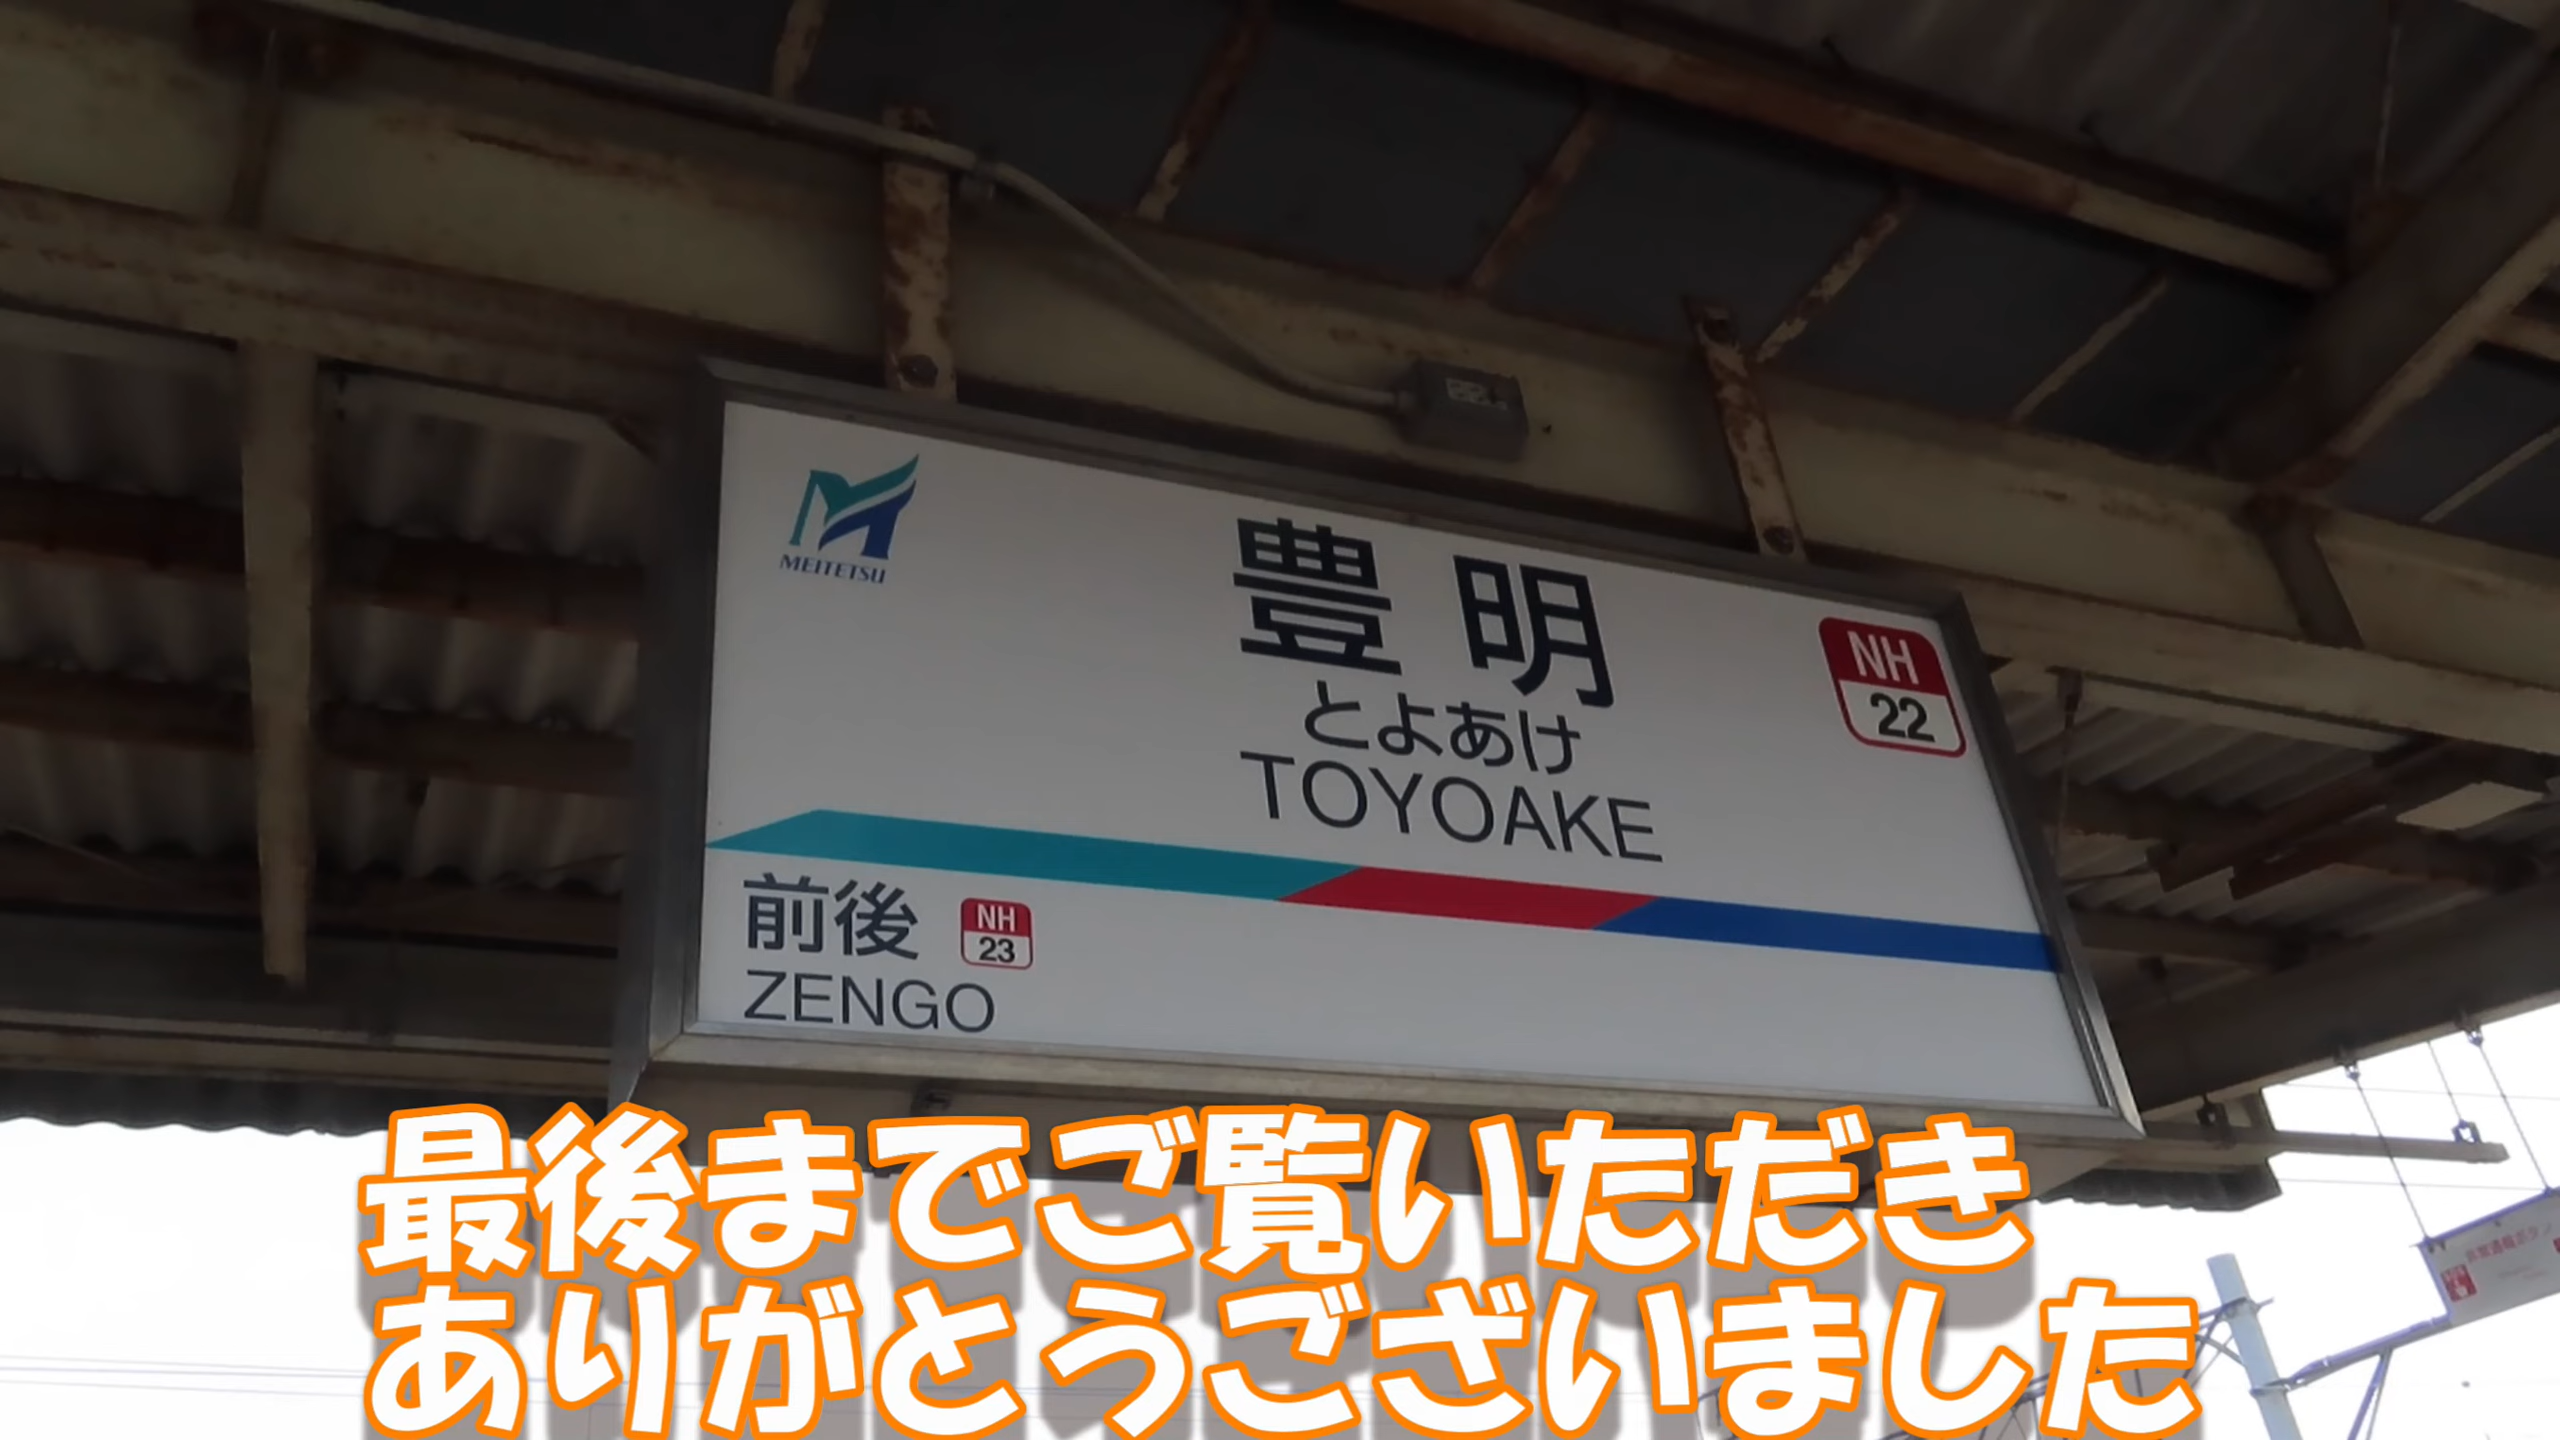 MEITETSU
豊明
とよあけ
TOYOAKE
NH
22
前後
NH
23
ZENGO
最後までご覧いただき
ありがとうございました